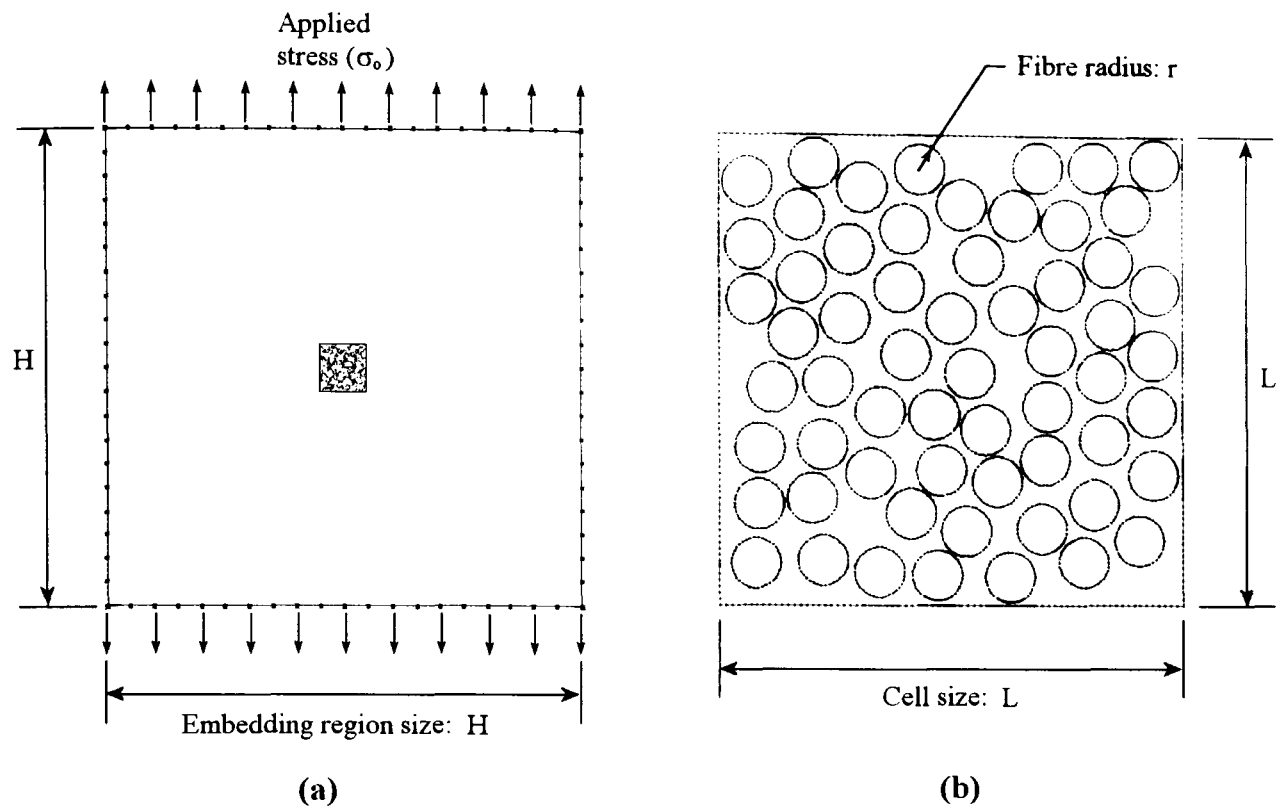 Applied
stress (σₒ)
Fibre radius: r
H
L
Embedding region size: H
Cell size: L
(a)
(b)